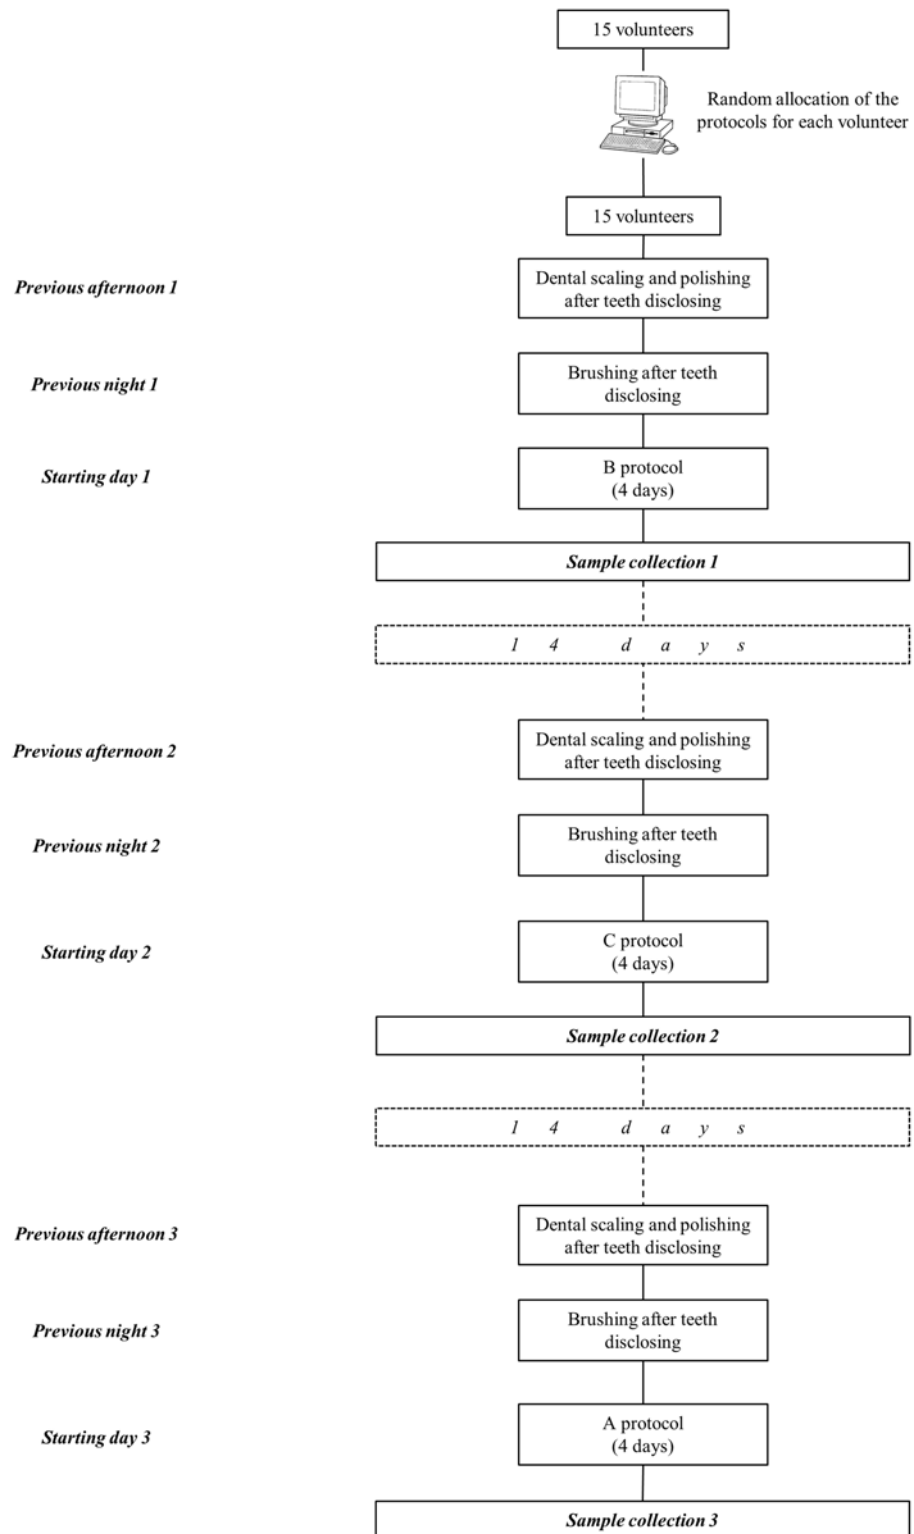 15 volunteers
Random allocation of the
protocols for each volunteer
15 volunteers
Previous afternoon 1
Dental scaling and polishing
after teeth disclosing
Previous night 1
Brushing after teeth
disclosing
Starting day 1
B protocol
(4 days)
Sample collection 1
1 4 d a y s
Previous afternoon 2
Dental scaling and polishing
after teeth disclosing
Previous night 2
Brushing after teeth
disclosing
Starting day 2
C protocol
(4 days)
Sample collection 2
1 4 d a y s
Previous afternoon 3
Dental scaling and polishing
after teeth disclosing
Previous night 3
Brushing after teeth
disclosing
Starting day 3
A protocol
(4 days)
Sample collection 3